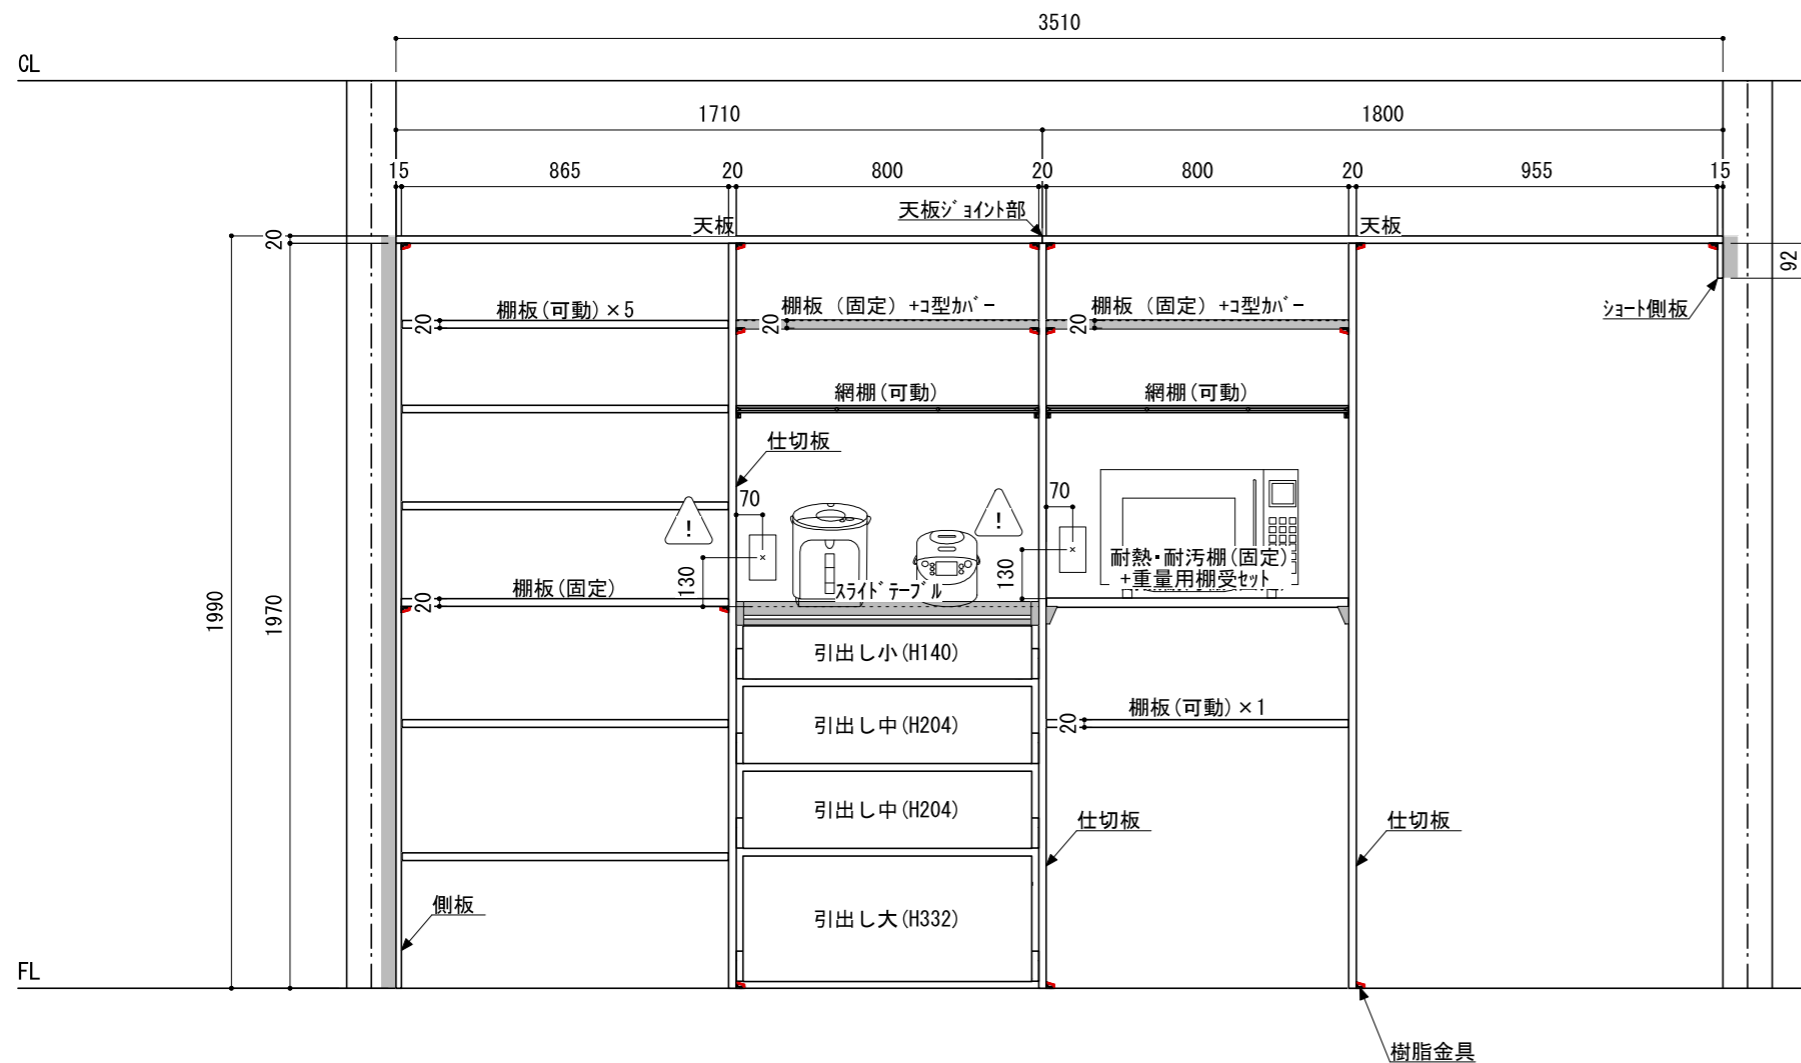 3510
CL
1710
1800
15
865
20
800
20
800
20
955
15
天板ｼﾞｮｲﾝﾄ部
天板
天板
20
92
棚板(可動)×5
20
棚板（固定）+ｺ型ｶﾊﾞｰ
20
棚板（固定）+ｺ型ｶﾊﾞｰ
20
ｼｮｰﾄ側板
網棚(可動)
網棚(可動)
仕切板
70
!
!
70
130
130
耐熱・耐汚棚(固定)
+重量用棚受ｾｯﾄ
棚板(固定)
20
ｽﾗｲﾄﾞﾃｰﾌﾞﾙ
1990
1970
引出し小(H140)
引出し中(H204)
棚板(可動)×1
20
引出し中(H204)
仕切板
仕切板
側板
引出し大(H332)
FL
樹脂金具